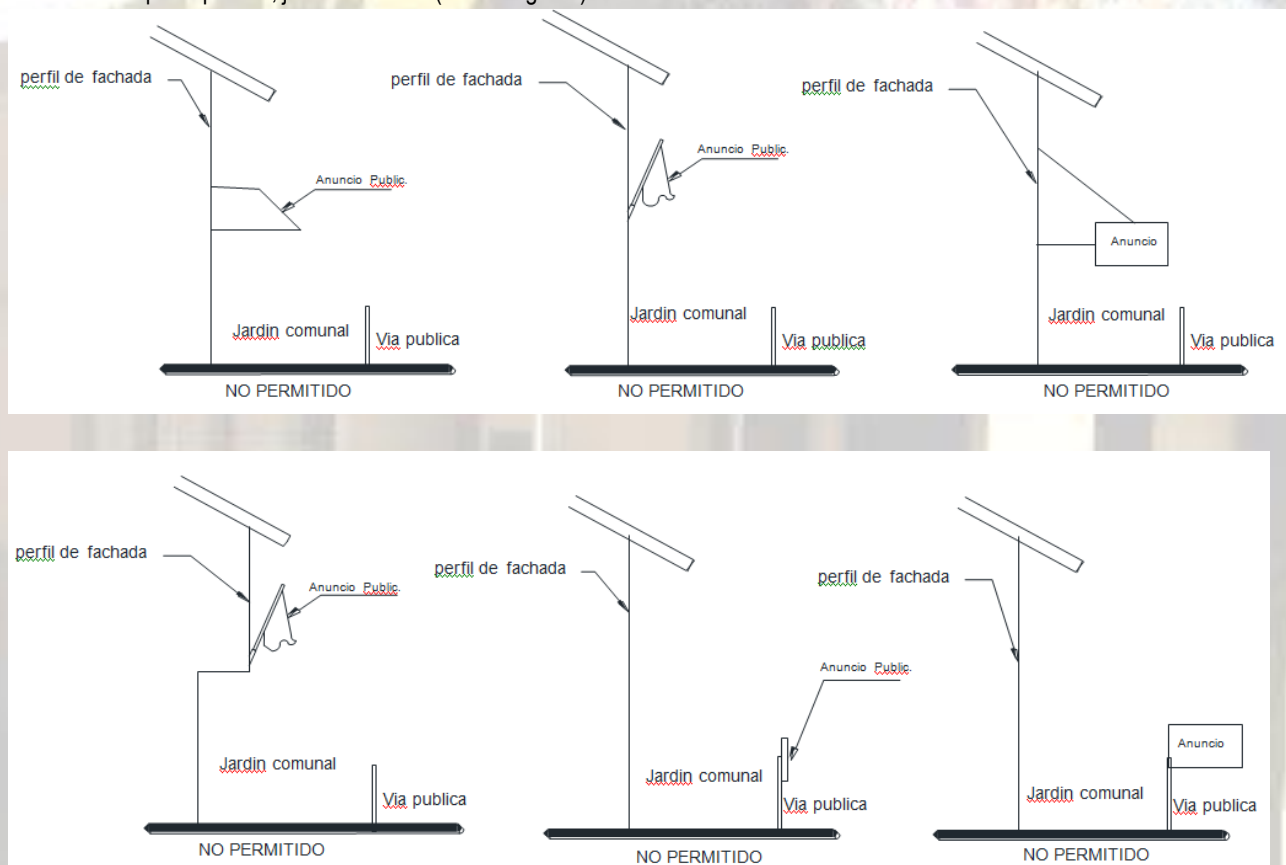 perfil de fachada
Anuncio Public.
Jardin comunal
Via publica
NO PERMITIDO
perfil de fachada
Anuncio Public.
Jardin comunal
Via publica
NO PERMITIDO
perfil de fachada
Anuncio
Jardin comunal
Via publica
NO PERMITIDO
perfil de fachada
Anuncio Public.
Jardin comunal
Via publica
NO PERMITIDO
perfil de fachada
Anuncio Public.
Jardin comunal
Via publica
NO PERMITIDO
perfil de fachada
Anuncio
Jardin comunal
Via publica
NO PERMITIDO